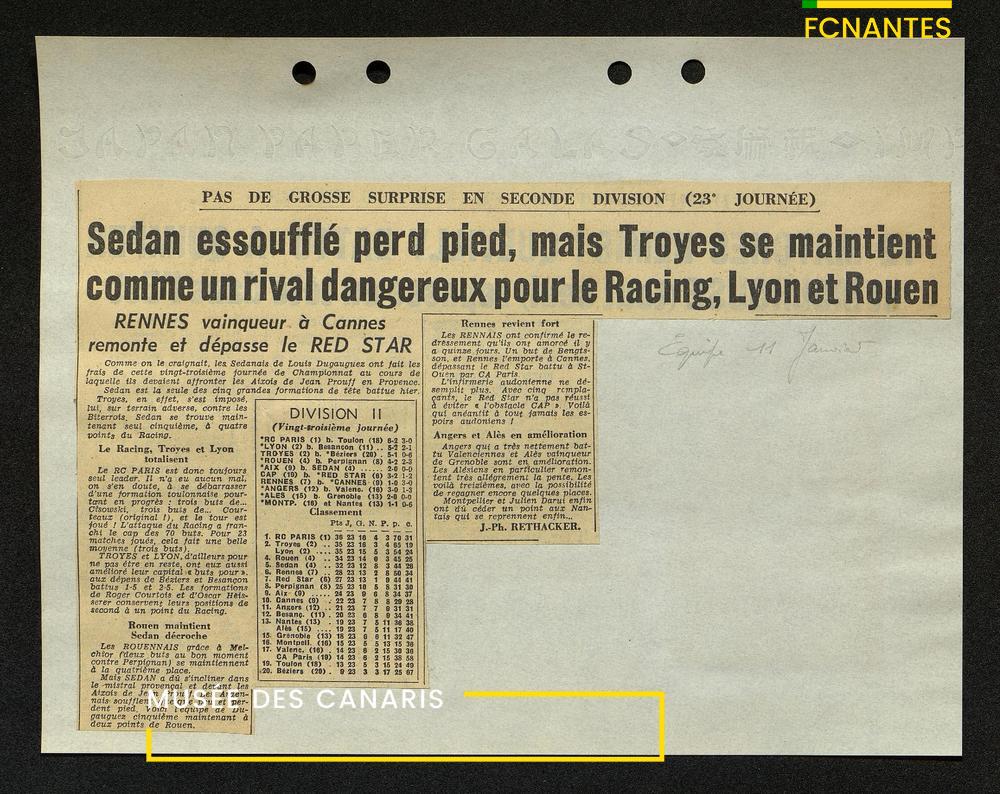 FCNANTES
JAPAN PAPER GALAS
PAS DE GROSSE SURPRISE EN SECONDE DIVISION (23e JOURNÉE)
Sedan essoufflé perd pied, mais Troyes se maintient
comme un rival dangereux pour le Racing, Lyon et Rouen
RENNES vainqueur à Cannes
remonte et dépasse le RED STAR
Comme on le craignait, les Sedanais de Louis Dugauguez ont fait les
frais de cette vingt-troisième journée de Championnat au cours de
laquelle ils devaient affronter les Aixois de Jean Prouff en Provence.
Sedan est la seule des cinq grandes formations de tête battue hier.
Troyes, en effet, s'est imposé,
lui, sur terrain adverse, contre les
Biterrois. Sedan se trouve main-
tenant seul cinquième, à quatre
points du Racing.
Le Racing, Troyes et Lyon
totalisent
Le RC PARIS est donc toujours
seul leader. Il n'a eu aucun mal,
on s'en doute, à se débarrasser
d'une formation toulonnaise pour-
tant en progrès : trois buts de...
Cisowski, trois buts de... Cour-
teaux (original !), et le tour est
joué ! L'attaque du Racing a fran-
chi le cap des 70 buts. Pour 23
matches joués, cela fait une belle
moyenne (trois buts).
TROYES et LYON, d'ailleurs pour
ne pas être en reste, ont eux aussi
amélioré leur capital « buts pour »,
aux dépens de Béziers et Besançon
battus 1-5 et 2-5. Les formations
de Roger Courtois et d'Oscar Heis-
serer conservent leurs positions de
second à un point du Racing.
Rouen maintient
Sedan décroche
Les ROUENNAIS grâce à Mel-
chior (deux buts au bon moment
contre Perpignan) se maintiennent
à la quatrième place.
Mais SEDAN a dû s'incliner dans
le mistral provençal devant les
Aixois de
nais
dent pied. Voici l'équipe de Du-
gauguez cinquième maintenant à
deux points de Rouen.
DIVISION II
(Vingt-troisième journée)
*RC PARIS (1) b. Toulon (18) 6-2 3-0
*LYON (2) b. Besançon (11) .. 5-2 2-1
TROYES (2) b. *Béziers (20) . 5-1 0-6
*ROUEN (4) b. Perpignan (8) 4-2 2-3
*AIX (9) b. SEDAN (4) ..... 2-0 0-0
CAP (19) b. *RED STAR (6) 3-2 1-2
RENNES (7) b. *CANNES (9) 1-0 3-0
*ANGERS (12) b. Valenc. (16) 3-0 1-3
*ALES (15) b. Grenoble (13) 2-0 0-0
*MONTP. (16) et Nantes (13) 1-1 0-6
Classement
Pts J. G. N. P. p. c.
1. RC PARIS (1) 36 23 16 4 3 70 31
2. Troyes (2) .. 35 23 16 3 4 65 19
Lyon (2) .... 35 23 15 5 3 54 24
4. Rouen (4) .. 34 23 14 6 3 45 25
5. Sedan (4) .. 32 23 12 8 3 44 28
6. Rennes (7) . 28 23 13 2 8 50 34
7. Red Star (6) 27 23 13 1 9 44 41
8. Perpignan (8) 25 23 10 5 8 31 30
9. Aix (9) ..... 24 23 9 6 8 34 37
10. Cannes (9) . 22 23 7 8 8 29 28
11. Angers (12) . 21 23 7 7 9 31 31
12. Besanç. (11) . 20 23 6 8 9 34 41
13. Nantes (13) . 19 23 7 5 11 36 38
Alès (15) ... 19 23 7 5 11 40
15. Grenoble (13) 18 23 6 6 11 32 47
16. Montpell. (16) 15 23 5 5 13 15 36
17. Valenc. (16) 14 23 6 2 15 30 36
CA Paris (19) 14 23 6 2 15 38 58
19. Toulon (18) . 13 23 5 3 15 24 49
20. Béziers (20) . 9 23 3 3 17 25 67
Rennes revient fort
Les RENNAIS ont confirmé le re-
dressement qu'ils ont amorcé il y
a quinze jours. Un but de Bengts-
son, et Rennes l'emporte à Cannes,
dépassant le Red Star battu à St-
Ouen par CA Paris.
L'infirmerie audonienne ne dé-
semplit plus. Avec cinq rempla-
çants, le Red Star n'a pas réussi
à éviter « l'obstacle CAP ». Voilà
qui anéantit à tout jamais les es-
poirs audoniens !
Angers et Alès en amélioration
Angers qui a très nettement bat-
tu Valenciennes et Alès vainqueur
de Grenoble sont en amélioration.
Les Alésiens en particulier remon-
tent très allégrement la pente. Les
voilà treizièmes, avec la possibilité
de regagner encore quelques places.
Montpellier et Julien Darui enfin
ont dû céder un point aux Nan-
tais qui se reprennent enfin...
J.-Ph. RETHACKER.
Équipe 11 Janvier
MUSÉE DES CANARIS